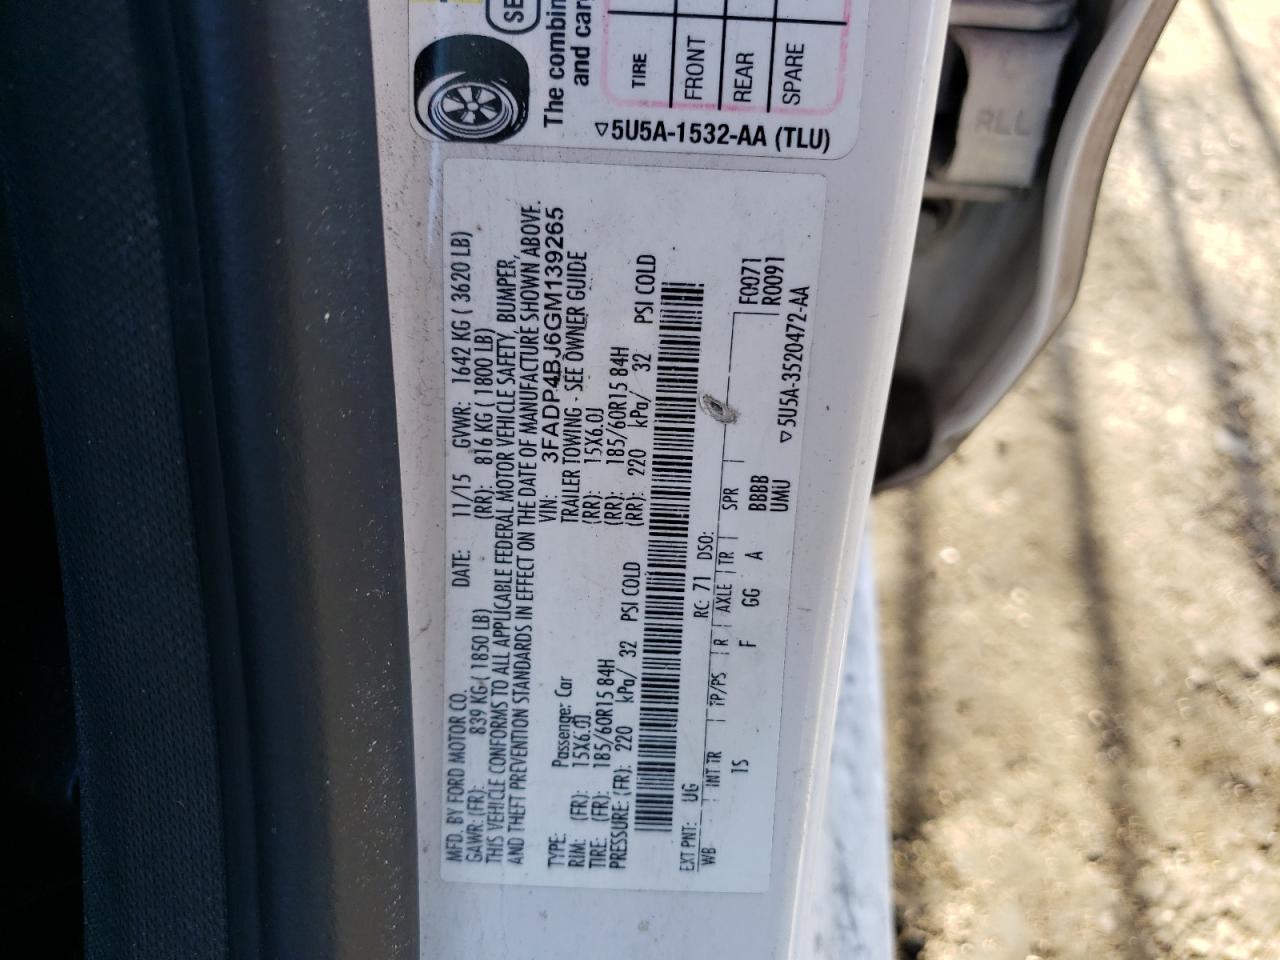 The combin
and carg
TIRE
FRONT
REAR
SPARE
▽5U5A-1532-AA (TLU)
MFD. BY FORD MOTOR CO. DATE: 11/15 GVWR: 1642 KG ( 3620 LB)
GAWR:(FR): 839 KG ( 1850 LB) (RR): 816 KG ( 1800 LB)
THIS VEHICLE CONFORMS TO ALL APPLICABLE FEDERAL MOTOR VEHICLE SAFETY, BUMPER,
AND THEFT PREVENTION STANDARDS IN EFFECT ON THE DATE OF MANUFACTURE SHOWN ABOVE.
VIN: 3FADP4BJ6GM139265
TYPE: Passenger Car TRAILER TOWING - SEE OWNER GUIDE
RIM: (FR): 15X6.0J (RR): 15X6.0J
TIRE: (FR): 185/60R15 84H (RR): 185/60R15 84H
PRESSURE: (FR): 220 kPa/ 32 PSI COLD (RR): 220 kPa/ 32 PSI COLD
EXT PNT: UG RC: 71 DSO:
WB INT TR TP/PS R AXLE TR SPR F0071
IS F GG A BBBB R0091
UMU
▽5U5A-3520472-AA
RLL